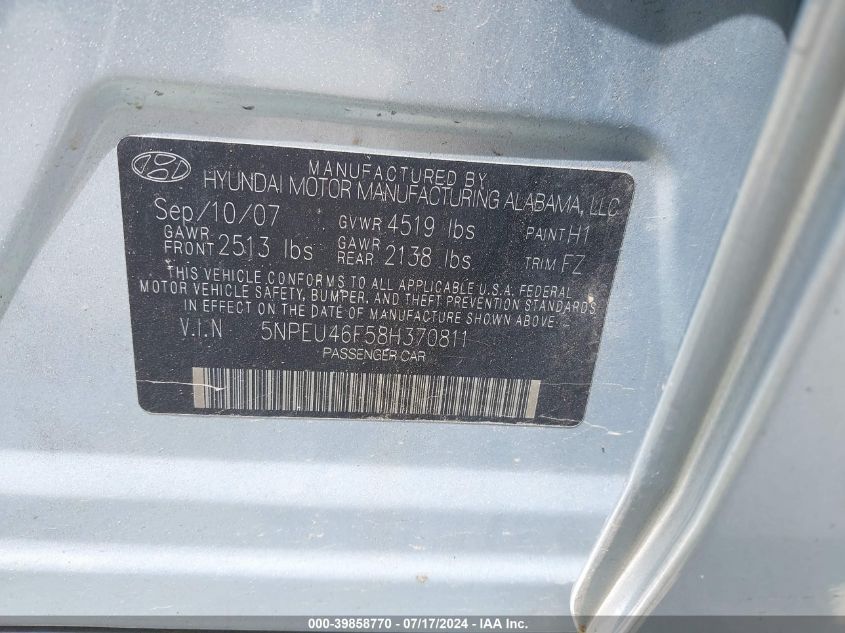 MANUFACTURED BY
HYUNDAI MOTOR MANUFACTURING ALABAMA, LLC
Sep/10/07 GVWR 4519 lbs PAINT H1
GAWR FRONT 2513 lbs GAWR REAR 2138 lbs TRIM FZ
THIS VEHICLE CONFORMS TO ALL APPLICABLE U.S.A. FEDERAL
MOTOR VEHICLE SAFETY, BUMPER, AND THEFT PREVENTION STANDARDS
IN EFFECT ON THE DATE OF MANUFACTURE SHOWN ABOVE.
V.I.N 5NPEU46F58H370811
PASSENGER CAR
000-39858770 - 07/17/2024 - IAA Inc.